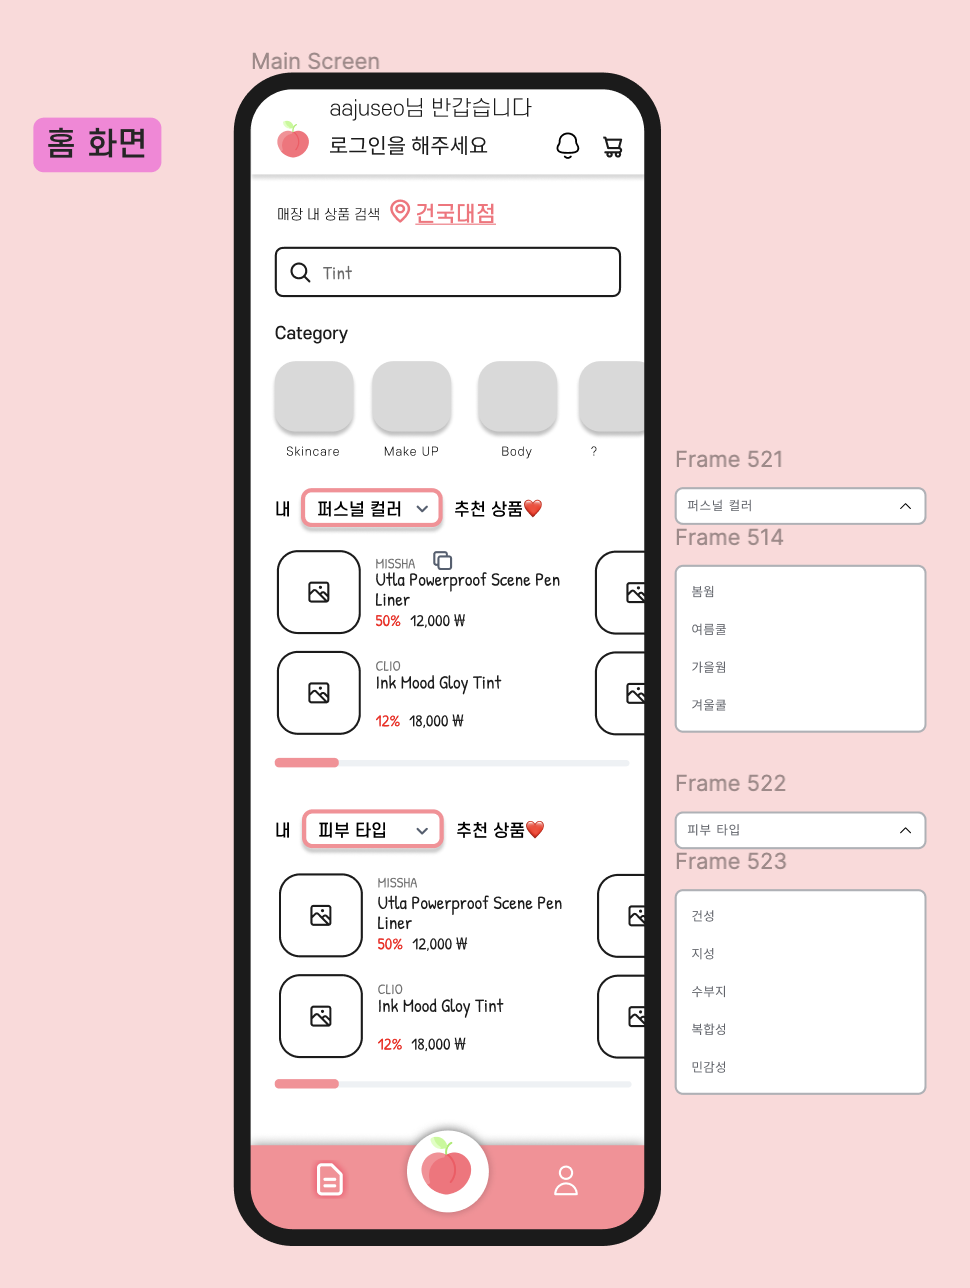 Main Screen
홈 화면
aajuseo님 반갑습니다
로그인을 해주세요
매장 내 상품 검색 건국대점
Tint
Category
Skincare Make UP Body ?
내 퍼스널 컬러 추천 상품❤️
MISSHA
Utla Powerproof Scene Pen
Liner
50% 12,000 ₩
CLIO
Ink Mood Gloy Tint
12% 18,000 ₩
내 피부 타입 추천 상품❤️
MISSHA
Utla Powerproof Scene Pen
Liner
50% 12,000 ₩
CLIO
Ink Mood Gloy Tint
12% 18,000 ₩
Frame 521
퍼스널 컬러
Frame 514
봄웜
여름쿨
가을웜
겨울쿨
Frame 522
피부 타입
Frame 523
건성
지성
수부지
복합성
민감성